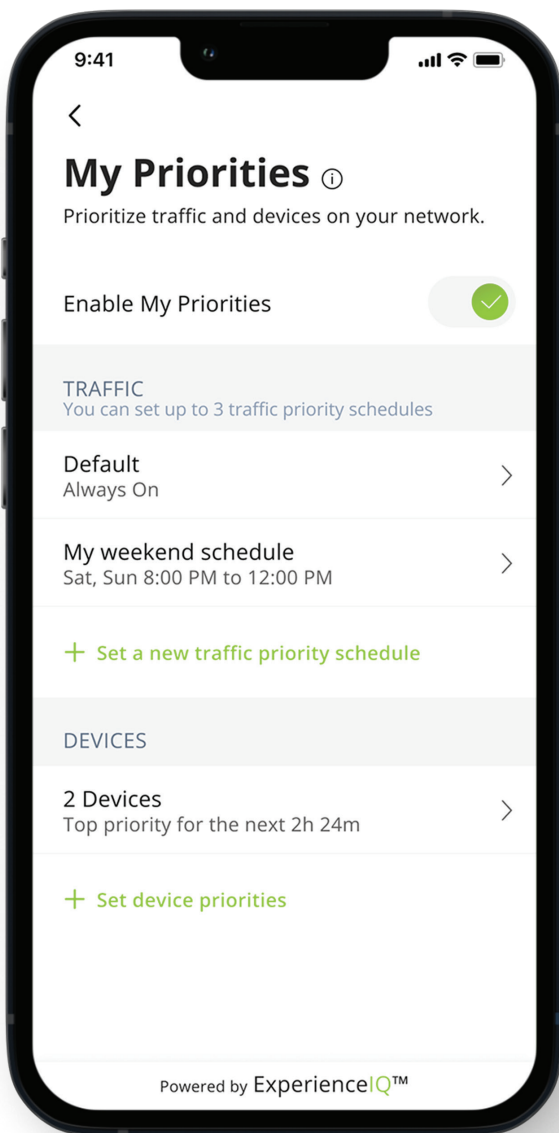 9:41
My Priorities
Prioritize traffic and devices on your network.
Enable My Priorities
TRAFFIC
You can set up to 3 traffic priority schedules
Default
Always On
My weekend schedule
Sat, Sun 8:00 PM to 12:00 PM
+ Set a new traffic priority schedule
DEVICES
2 Devices
Top priority for the next 2h 24m
+ Set device priorities
Powered by ExperienceIQ™